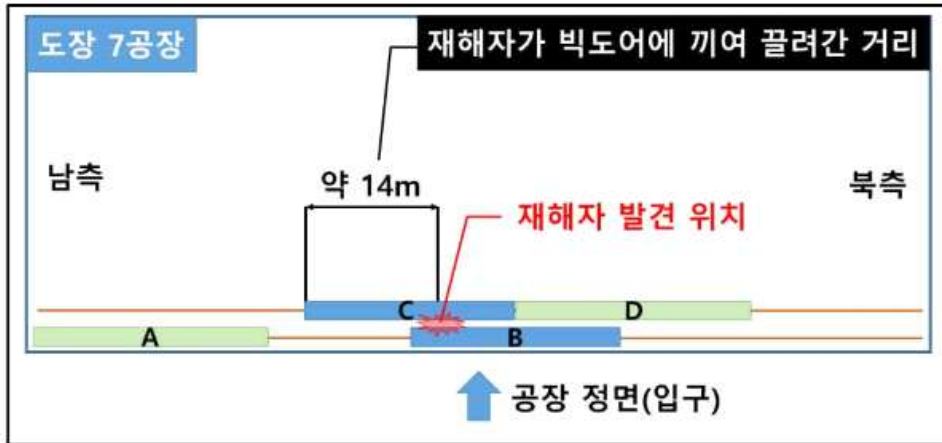 도장 7공장
재해자가 빅도어에 끼여 끌려간 거리
남측
약 14m
북측
재해자 발견 위치
C
D
A
B
공장 정면(입구)